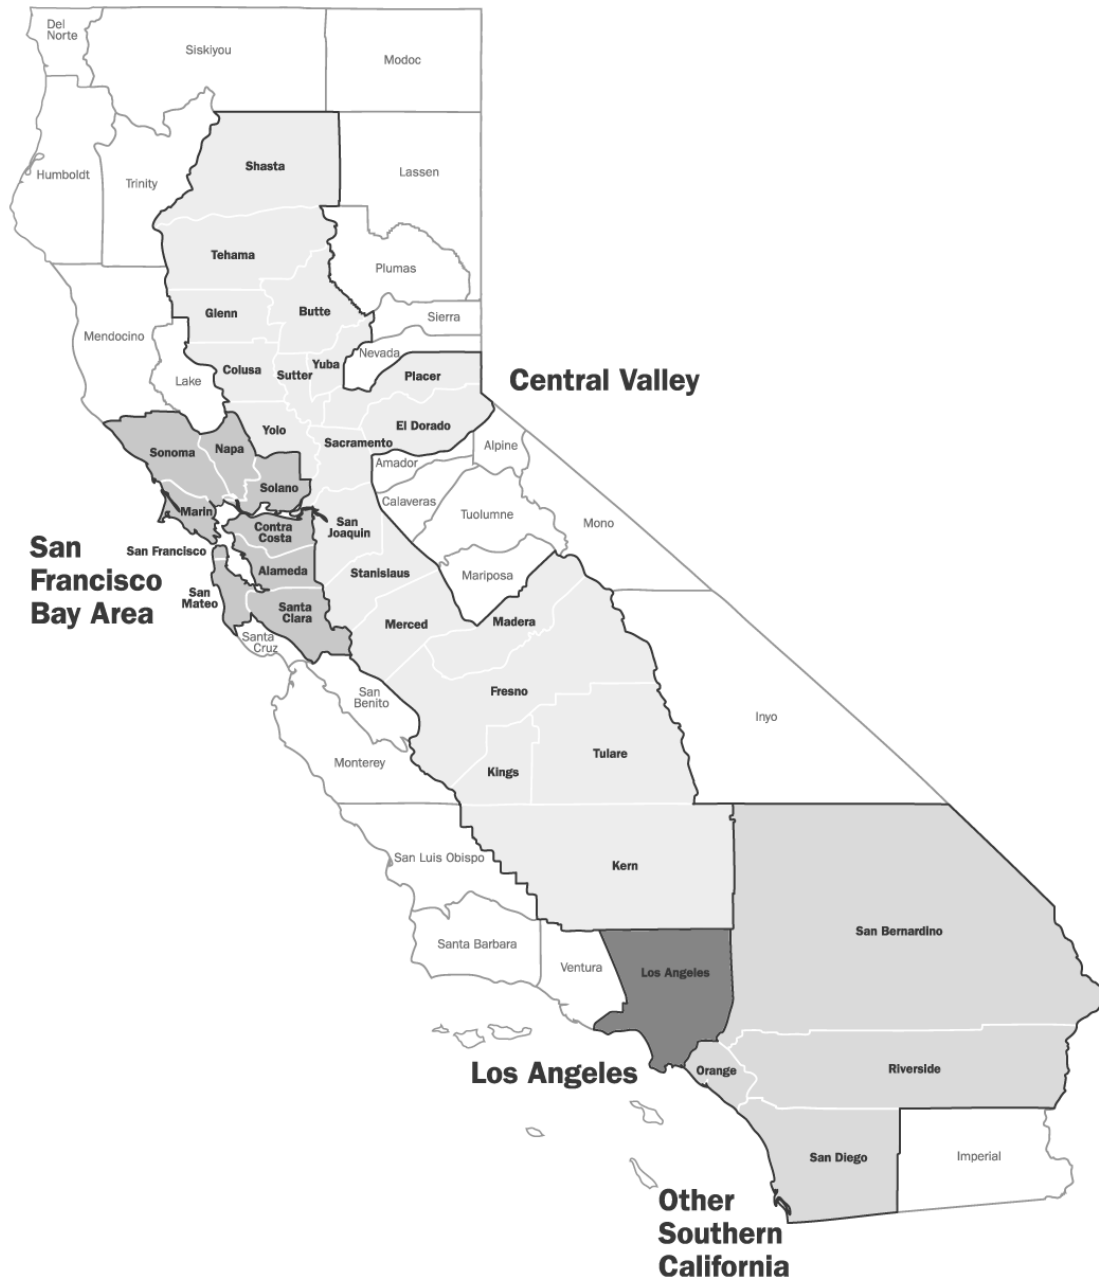 Del
Norte
Siskiyou
Modoc
Shasta
Lassen
Humboldt
Trinity
Tehama
Plumas
Glenn
Butte
Sierra
Mendocino
Nevada
Yuba
Colusa
Sutter
Placer
Lake
Central Valley
El Dorado
Yolo
Sacramento
Napa
Sonoma
Alpine
Amador
Solano
Calaveras
Marin
Tuolumne
Mono
Contra
Costa
San
Joaquin
San Francisco
San
Francisco
Bay Area
Alameda
Stanislaus
Mariposa
San
Mateo
Santa
Clara
Merced
Madera
Santa
Cruz
San
Benito
Fresno
Inyo
Monterey
Kings
Tulare
San Luis Obispo
Kern
San Bernardino
Santa Barbara
Ventura
Los Angeles
Los Angeles
Orange
Riverside
San Diego
Imperial
Other
Southern
California